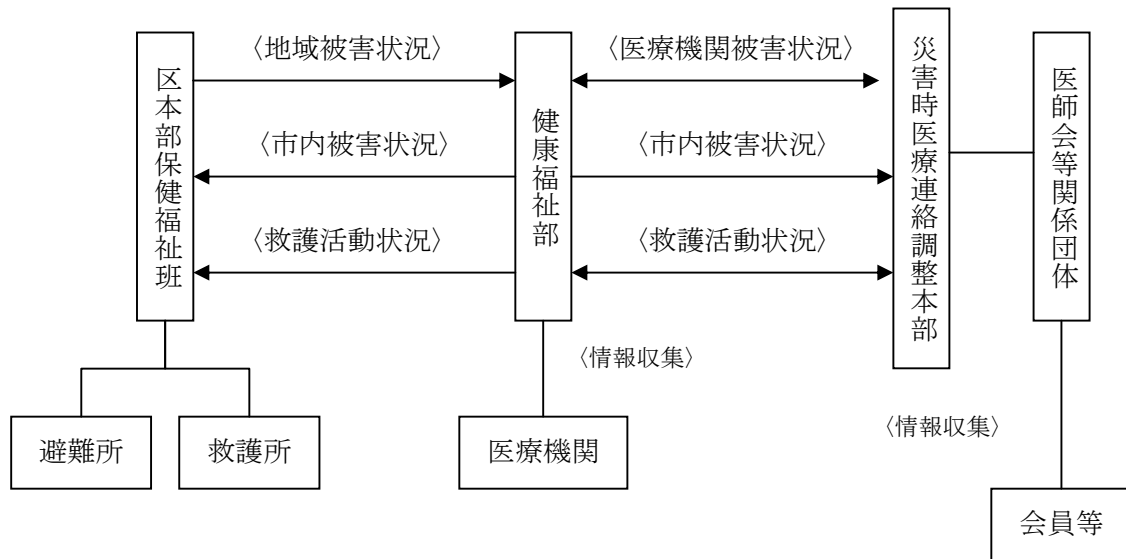 区本部保健福祉班
〈地域被害状況〉
〈市内被害状況〉
〈救護活動状況〉
健康福祉部
〈医療機関被害状況〉
〈市内被害状況〉
〈救護活動状況〉
災害時医療連絡調整本部
医師会等関係団体
〈情報収集〉
〈情報収集〉
避難所
救護所
医療機関
会員等